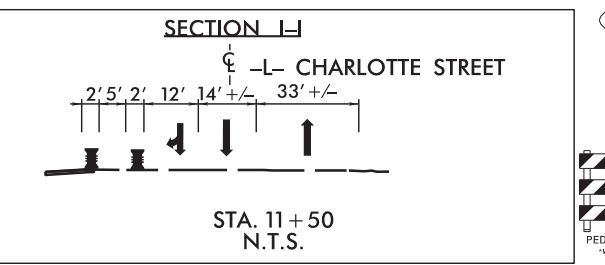 SECTION I-I
℄ -L- CHARLOTTE STREET
2' 5' 2' 12' 14' +/- 33' +/-
STA. 11+50
N.T.S.
PED